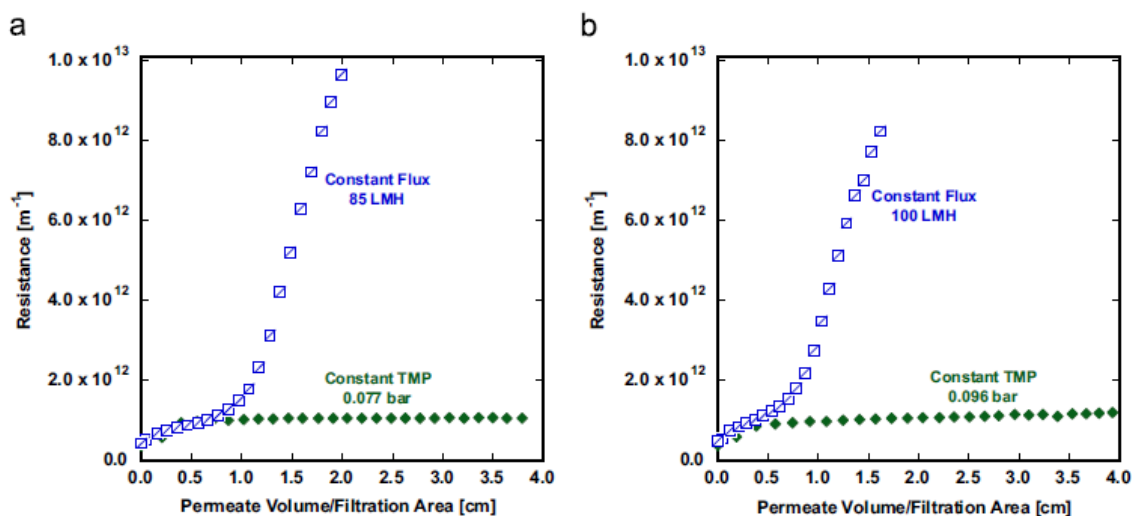 a
1.0 x 10^13
8.0 x 10^12
6.0 x 10^12
4.0 x 10^12
2.0 x 10^12
0.0
Resistance [m^-1]
Constant Flux
85 LMH
Constant TMP
0.077 bar
0.0 0.5 1.0 1.5 2.0 2.5 3.0 3.5 4.0
Permeate Volume/Filtration Area [cm]
b
1.0 x 10^13
8.0 x 10^12
6.0 x 10^12
4.0 x 10^12
2.0 x 10^12
0.0
Resistance [m^-1]
Constant Flux
100 LMH
Constant TMP
0.096 bar
0.0 0.5 1.0 1.5 2.0 2.5 3.0 3.5 4.0
Permeate Volume/Filtration Area [cm]